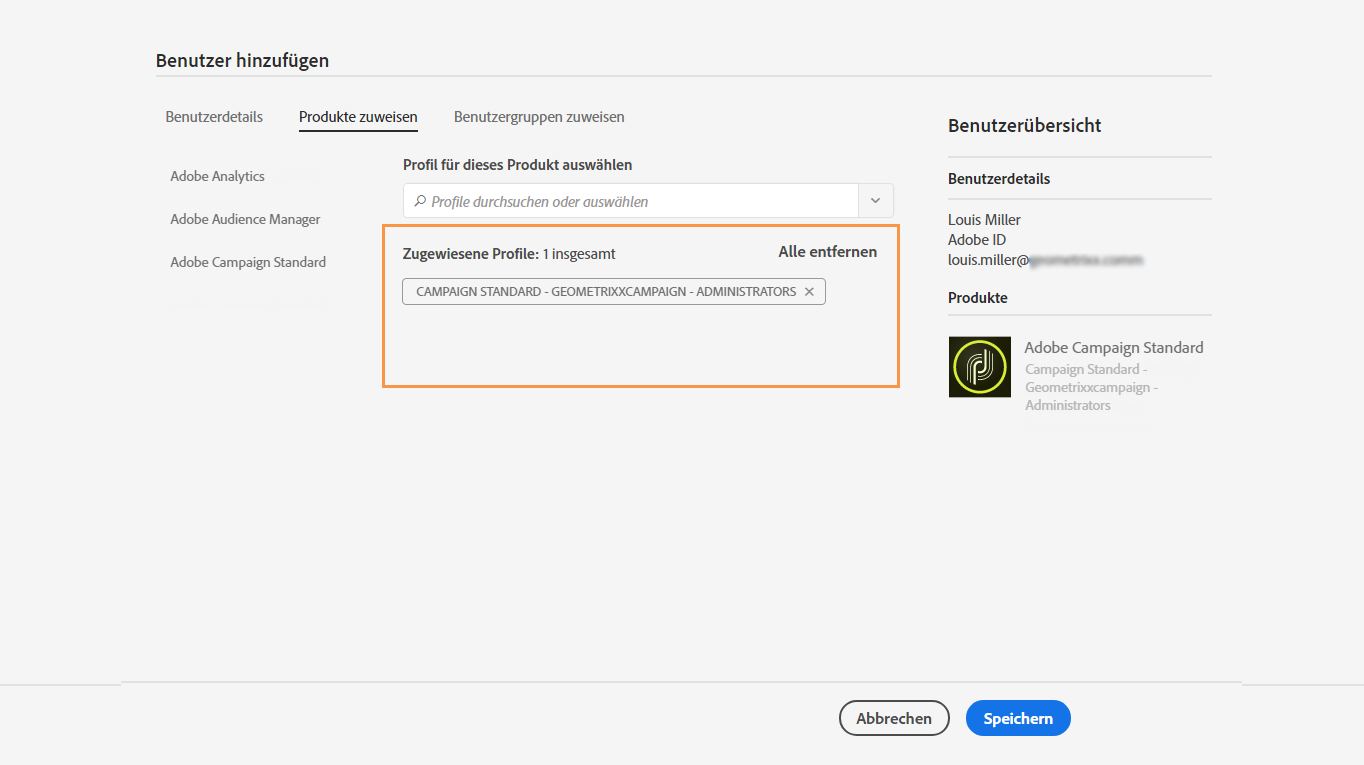 Benutzer hinzufügen
Benutzerdetails
Produkte zuweisen
Benutzergruppen zuweisen
Adobe Analytics
Adobe Audience Manager
Adobe Campaign Standard
Profil für dieses Produkt auswählen
Profile durchsuchen oder auswählen
Zugewiesene Profile: 1 insgesamt
Alle entfernen
CAMPAIGN STANDARD - GEOMETRIXXCAMPAIGN - ADMINISTRATORS
Benutzerübersicht
Benutzerdetails
Louis Miller
Adobe ID
louis.miller@
Produkte
Adobe Campaign Standard
Campaign Standard -
Geometrixxcampaign -
Administrators
Abbrechen
Speichern